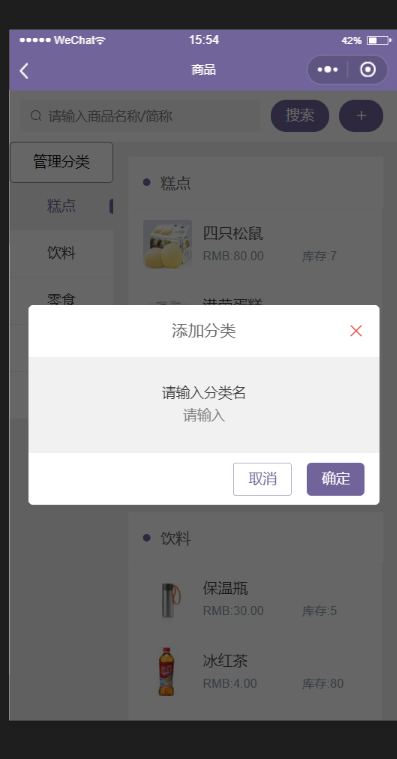 WeChat 15:54 42%
商品
请输入商品名称/简称 搜索 +
管理分类
糕点
饮料
零食
糕点
四只松鼠
RMB:80.00 库存:7
添加分类
请输入分类名
请输入
取消 确定
饮料
保温瓶
RMB:30.00 库存:5
冰红茶
RMB:4.00 库存:80